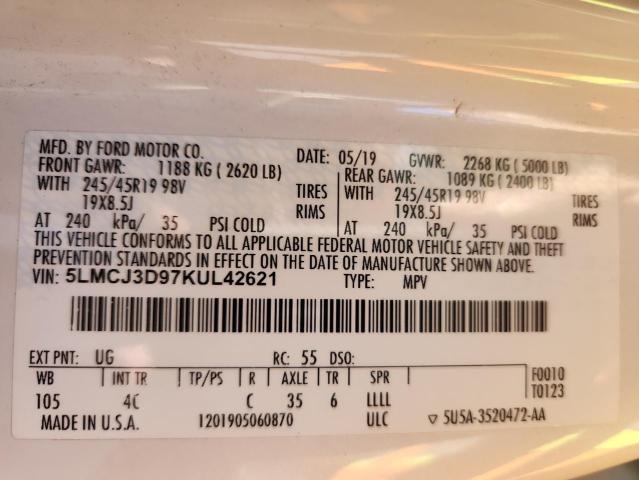 MFD. BY FORD MOTOR CO. DATE: 05/19 GVWR: 2268 KG ( 5000 LB)
FRONT GAWR: 1188 KG ( 2620 LB) REAR GAWR: 1089 KG ( 2400 LB)
WITH 245/45R19 98V TIRES WITH 245/45R19 98V TIRES
19X8.5J RIMS 19X8.5J RIMS
AT 240 kPa/ 35 PSI COLD AT 240 kPa/ 35 PSI COLD
THIS VEHICLE CONFORMS TO ALL APPLICABLE FEDERAL MOTOR VEHICLE SAFETY AND THEFT
PREVENTION STANDARDS IN EFFECT ON THE DATE OF MANUFACTURE SHOWN ABOVE.
VIN: 5LMCJ3D97KUL42621 TYPE: MPV
EXT PNT: UG RC: 55 DSO:
WB INT TR TP/PS R AXLE TR SPR F0010
105 4C C 35 6 LLLL T0123
MADE IN U.S.A. 1201905060870 ULC 5U5A-3520472-AA